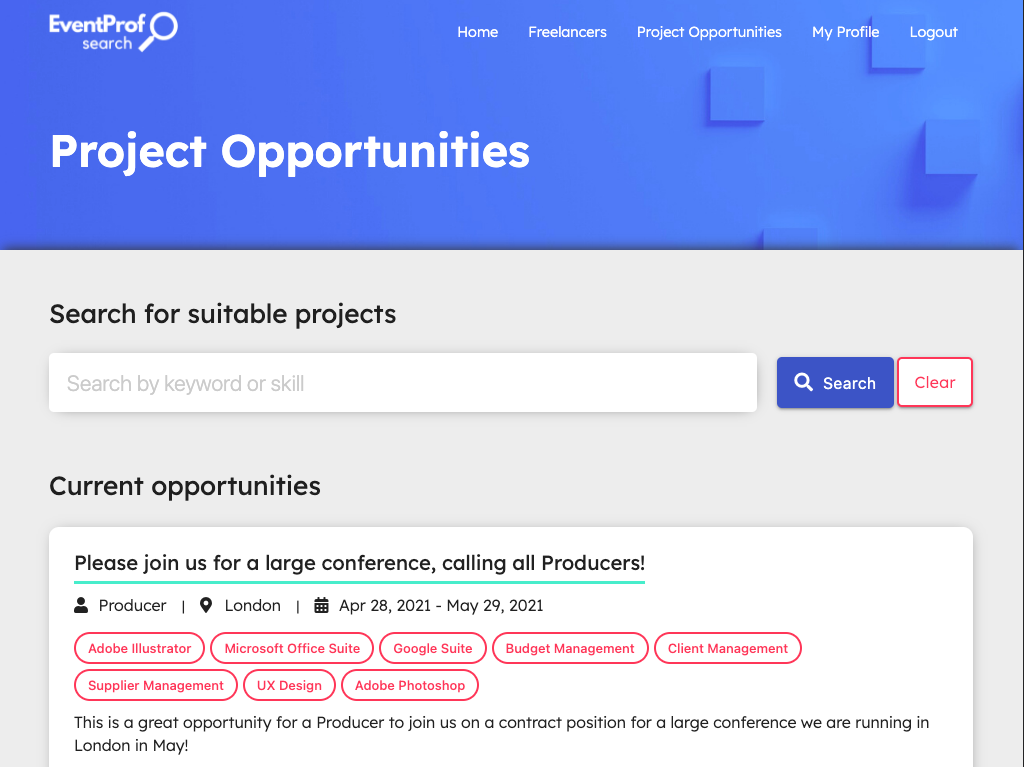 EventProf
search
Home Freelancers Project Opportunities My Profile Logout
Project Opportunities
Search for suitable projects
Search by keyword or skill
Search
Clear
Current opportunities
Please join us for a large conference, calling all Producers!
Producer | London | Apr 28, 2021 - May 29, 2021
Adobe Illustrator Microsoft Office Suite Google Suite Budget Management Client Management
Supplier Management UX Design Adobe Photoshop
This is a great opportunity for a Producer to join us on a contract position for a large conference we are running in
London in May!